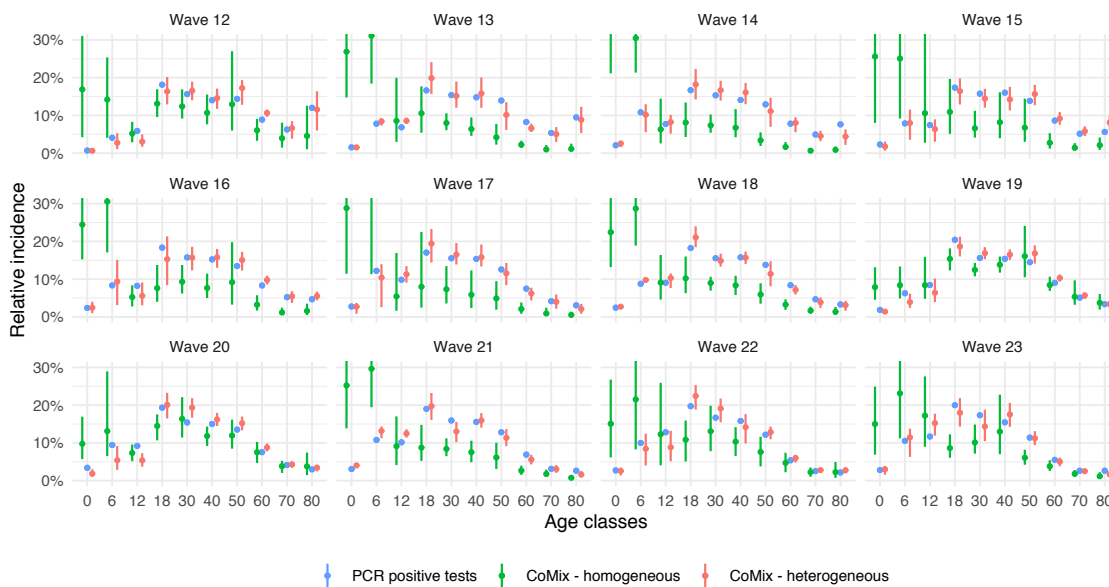 Wave 12
Wave 13
Wave 14
Wave 15
30%
20%
10%
0%
Wave 16
Wave 17
Wave 18
Wave 19
30%
20%
10%
0%
Relative incidence
Wave 20
Wave 21
Wave 22
Wave 23
30%
20%
10%
0%
0 6 12 18 30 40 50 60 70 80 0 6 12 18 30 40 50 60 70 80 0 6 12 18 30 40 50 60 70 80 0 6 12 18 30 40 50 60 70 80
Age classes
PCR positive tests CoMix - homogeneous CoMix - heterogeneous